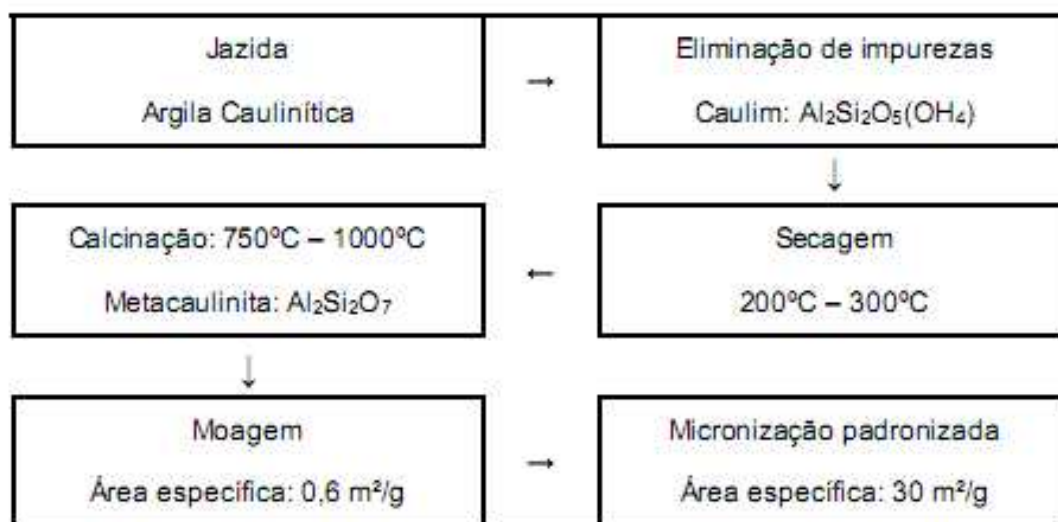 Jazida
Argila Caulinítica
→
Eliminação de impurezas
Caulim: Al₂Si₂O₅(OH₄)
↓
Secagem
200ºC – 300ºC
←
Calcinação: 750ºC – 1000ºC
Metacaulinita: Al₂Si₂O₇
↓
Moagem
Área específica: 0,6 m²/g
→
Micronização padronizada
Área específica: 30 m²/g